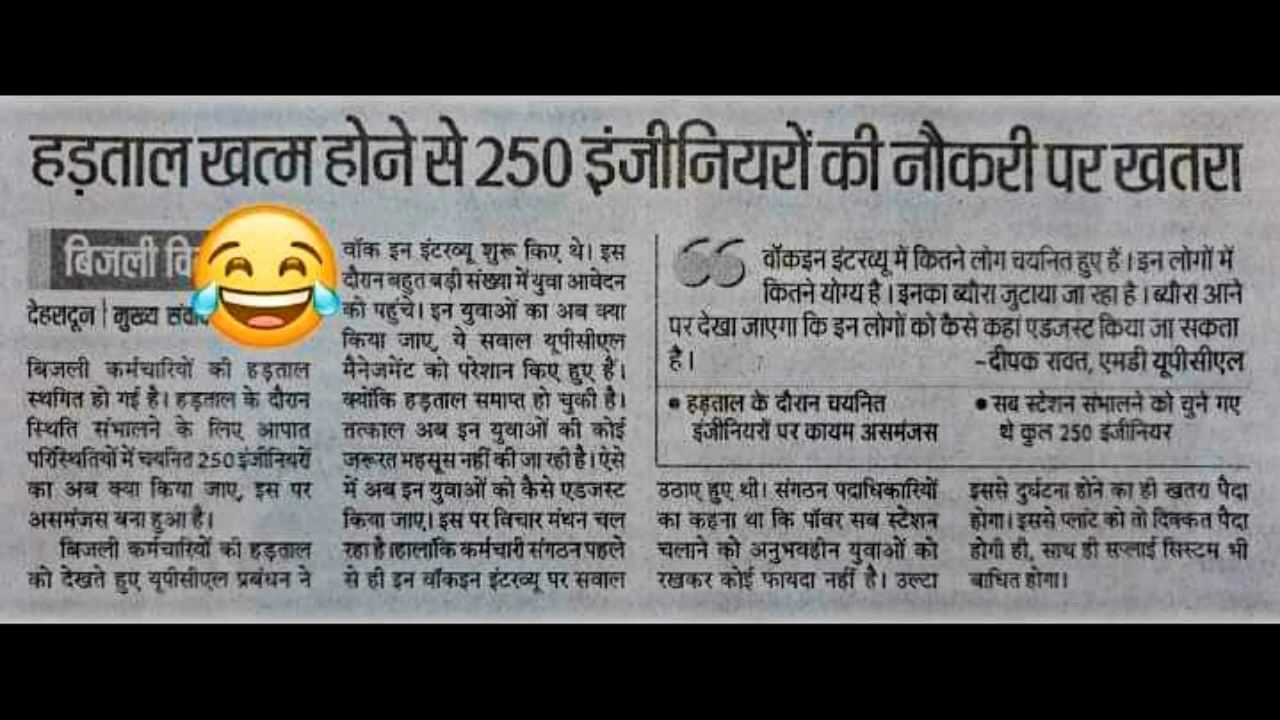 हड़ताल खत्म होने से 250 इंजीनियरों की नौकरी पर खतरा
बिजली
देहरादून | मुख्य
बिजली कर्मचारियों की हड़ताल
स्थगित हो गई है। हड़ताल के दौरान
स्थिति संभालने के लिए आपात
परिस्थितियों में चयनित 250 इंजीनियरों
का अब क्या किया जाए, इस पर
असमंजस बना हुआ है।
बिजली कर्मचारियों की हड़ताल
को देखते हुए यूपीसीएल प्रबंधन ने
वॉक इन इंटरव्यू शुरू किए थे। इस
दौरान बहुत बड़ी संख्या में युवा आवेदन
को पहुंचे। इन युवाओं का अब क्या
किया जाए, ये सवाल यूपीसीएल
मैनेजमेंट को परेशान किए हुए हैं।
क्योंकि हड़ताल समाप्त हो चुकी है।
तत्काल अब इन युवाओं की कोई
जरूरत महसूस नहीं की जा रही है। ऐसे
में अब इन युवाओं को कैसे एडजस्ट
किया जाए। इस पर विचार मंथन चल
रहा है।हालांकि कर्मचारी संगठन पहले
से ही इन वॉकइन इंटरव्यू पर सवाल
वॉकइन इंटरव्यू में कितने लोग चयनित हुए हैं। इन लोगों में
कितने योग्य है। इनका ब्यौरा जुटाया जा रहा है। ब्यौरा आने
पर देखा जाएगा कि इन लोगों को कैसे कहां एडजस्ट किया जा सकता
है।
-दीपक रावत, एमडी यूपीसीएल
• हड़ताल के दौरान चयनित
इंजीनियरों पर कायम असमंजस
• सब स्टेशन संभालने को चुने गए
थे कुल 250 इंजीनियर
उठाए हुए थी। संगठन पदाधिकारियों
का कहना था कि पॉवर सब स्टेशन
चलाने को अनुभवहीन युवाओं को
रखकर कोई फायदा नहीं है। उल्टा
इससे दुर्घटना होने का ही खतरा पैदा
होगा। इससे प्लांट को तो दिक्कत पैदा
होगी ही, साथ ही सप्लाई सिस्टम भी
बाधित होगा।